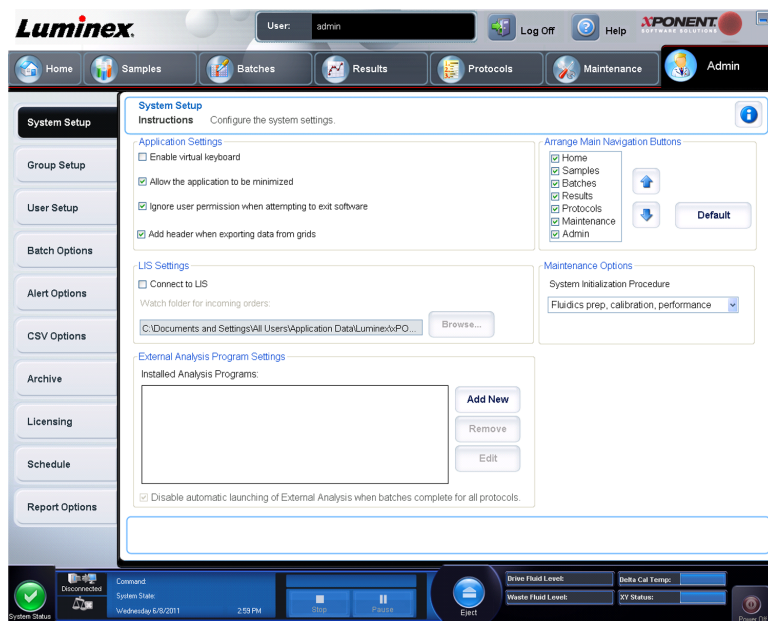 Luminex.
User: admin
Log Off
Help
XPONENT.
SOFTWARE SOLUTIONS
Home
Samples
Batches
Results
Protocols
Maintenance
Admin
System Setup
Group Setup
User Setup
Batch Options
Alert Options
CSV Options
Archive
Licensing
Schedule
Report Options
System Setup
Instructions Configure the system settings.
Application Settings
Enable virtual keyboard
Allow the application to be minimized
Ignore user permission when attempting to exit software
Add header when exporting data from grids
Arrange Main Navigation Buttons
Home
Samples
Batches
Results
Protocols
Maintenance
Admin
Default
LIS Settings
Connect to LIS
Watch folder for incoming orders:
C:\Documents and Settings\All Users\Application Data\Luminex\xPO...
Browse...
Maintenance Options
System Initialization Procedure
Fluidics prep, calibration, performance
External Analysis Program Settings
Installed Analysis Programs:
Add New
Remove
Edit
Disable automatic launching of External Analysis when batches complete for all protocols.
System Status
Disconnected
Command:
System State:
Wednesday 6/8/2011 2:59 PM
Stop
Pause
Eject
Drive Fluid Level:
Waste Fluid Level:
Delta Cal Temp:
XY Status:
Power Off